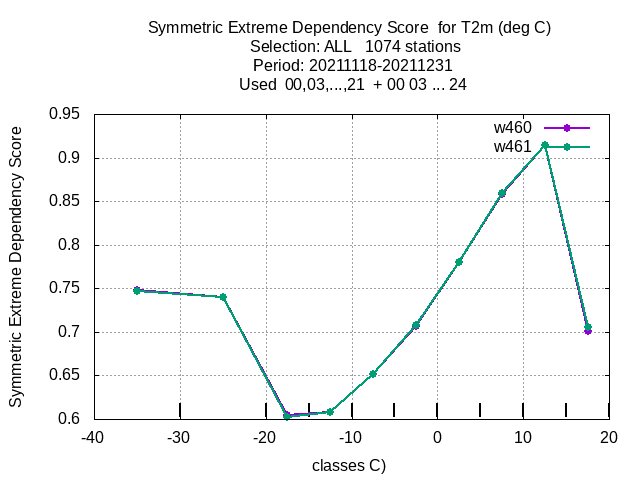 Symmetric Extreme Dependency Score  for T2m (deg C)
Selection: ALL   1074 stations
Period: 20211118-20211231
Used  00,03,...,21  + 00 03 ... 24
w460
w461
Symmetric Extreme Dependency Score
0.95
0.9
0.85
0.8
0.75
0.7
0.65
0.6
-40 -30 -20 -10 0 10 20
classes C)